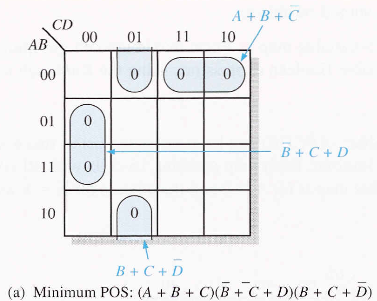 A + B + C̅
CD
AB
00 01 11 10
00 0 0 0
01 0
B̅ + C + D
11 0
10 0
B + C + D̅
(a) Minimum POS: (A + B + C)(B̅ + ̅C + D)(B + C + D̅)